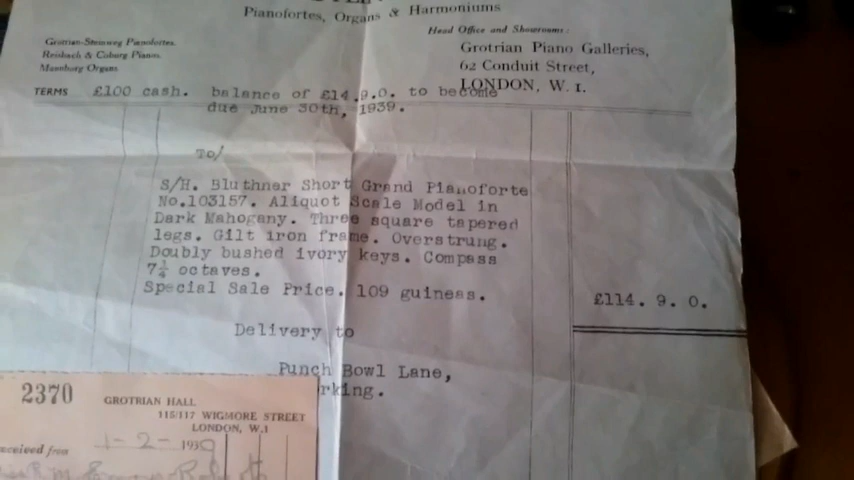 Pianofortes, Organs & Harmoniums
Head Office and Showrooms:
Grotrian Piano Galleries,
62 Conduit Street,
LONDON, W. 1.
Grotrian-Steinweg Pianofortes.
Reisbach & Coburg Pianos.
Mannborg Organs.
TERMS £100 cash. balance of £14.9.0. to become
due June 30th, 1939.
TO/
S/H. Bluthner Short Grand Pianoforte
No.103157. Aliquot Scale Model in
Dark Mahogany. Three square tapered
legs. Gilt iron frame. Overstrung.
Doubly bushed ivory keys. Compass
7¼ octaves.
Special Sale Price. 109 guineas.
£114. 9. 0.
Delivery to
Punch Bowl Lane,
rking.
2370
GROTRIAN HALL
115/117 WIGMORE STREET
LONDON, W.1
eceived from
1-2-1939